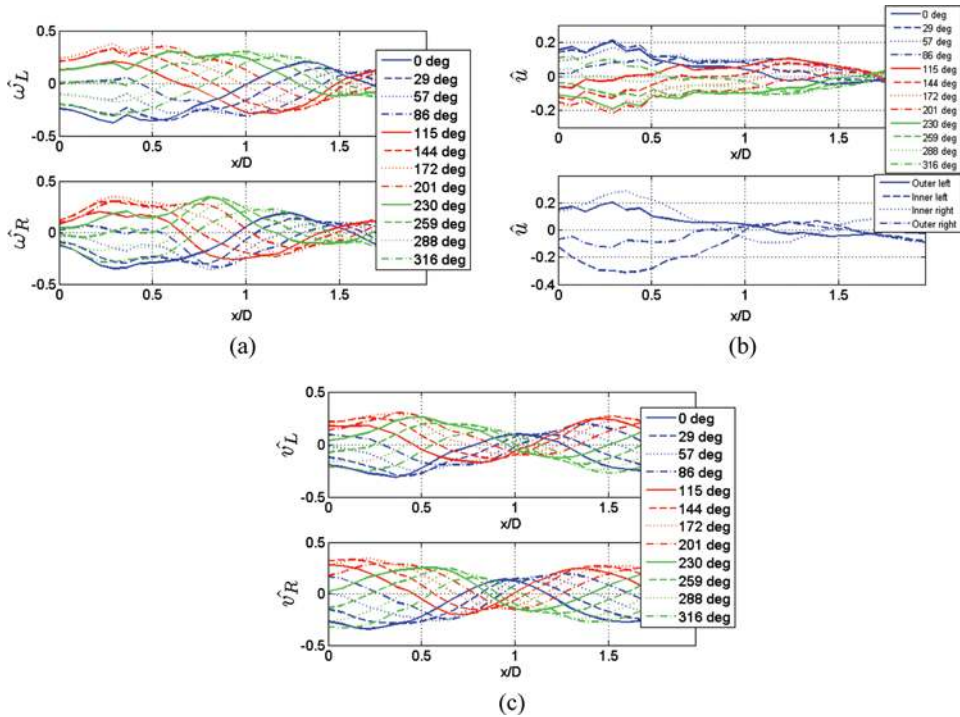 0.5
0
-0.5
ω̂_L
0 0.5 1 1.5
x/D
0.5
0
-0.5
ω̂_R
0 0.5 1 1.5
x/D
0 deg
29 deg
57 deg
86 deg
115 deg
144 deg
172 deg
201 deg
230 deg
259 deg
288 deg
316 deg
(a)
0.2
0
-0.2
û
0 0.5 1 1.5
x/D
0 deg
29 deg
57 deg
86 deg
115 deg
144 deg
172 deg
201 deg
230 deg
259 deg
288 deg
316 deg
0.2
0
-0.2
-0.4
û
0 0.5 1 1.5
x/D
Outer left
Inner left
Inner right
Outer right
(b)
0.5
0
-0.5
v̂_L
0 0.5 1 1.5
x/D
0.5
0
-0.5
v̂_R
0 0.5 1 1.5
x/D
0 deg
29 deg
57 deg
86 deg
115 deg
144 deg
172 deg
201 deg
230 deg
259 deg
288 deg
316 deg
(c)